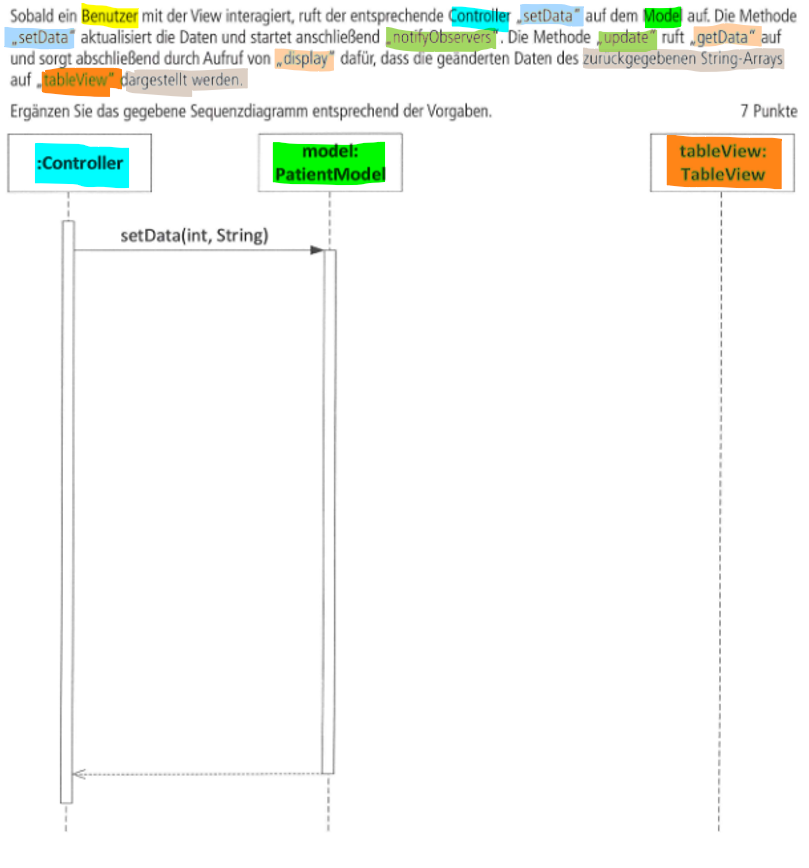 Sobald ein Benutzer mit der View interagiert, ruft der entsprechende Controller „setData“ auf dem Model auf. Die Methode
„setData“ aktualisiert die Daten und startet anschließend „notifyObservers“. Die Methode „update“ ruft „getData“ auf
und sorgt abschließend durch Aufruf von „display“ dafür, dass die geänderten Daten des zurückgegebenen String-Arrays
auf „tableView“ dargestellt werden.
Ergänzen Sie das gegebene Sequenzdiagramm entsprechend der Vorgaben. 7 Punkte
:Controller
model:
PatientModel
tableView:
TableView
setData(int, String)